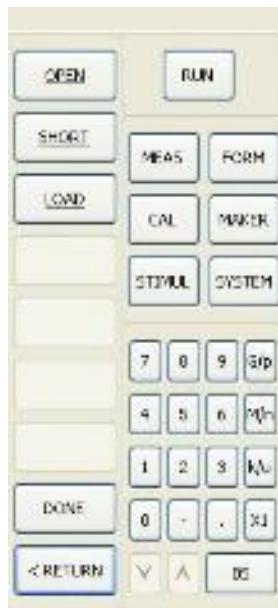 OPEN
RUN
SHORT
MEAS
FORM
LOAD
CAL
MAKER
STIMUL
SYSTEM
7
8
9
G/p
4
5
6
M/n
1
2
3
k/u
DONE
0
-
.
X1
< RETURN
BS